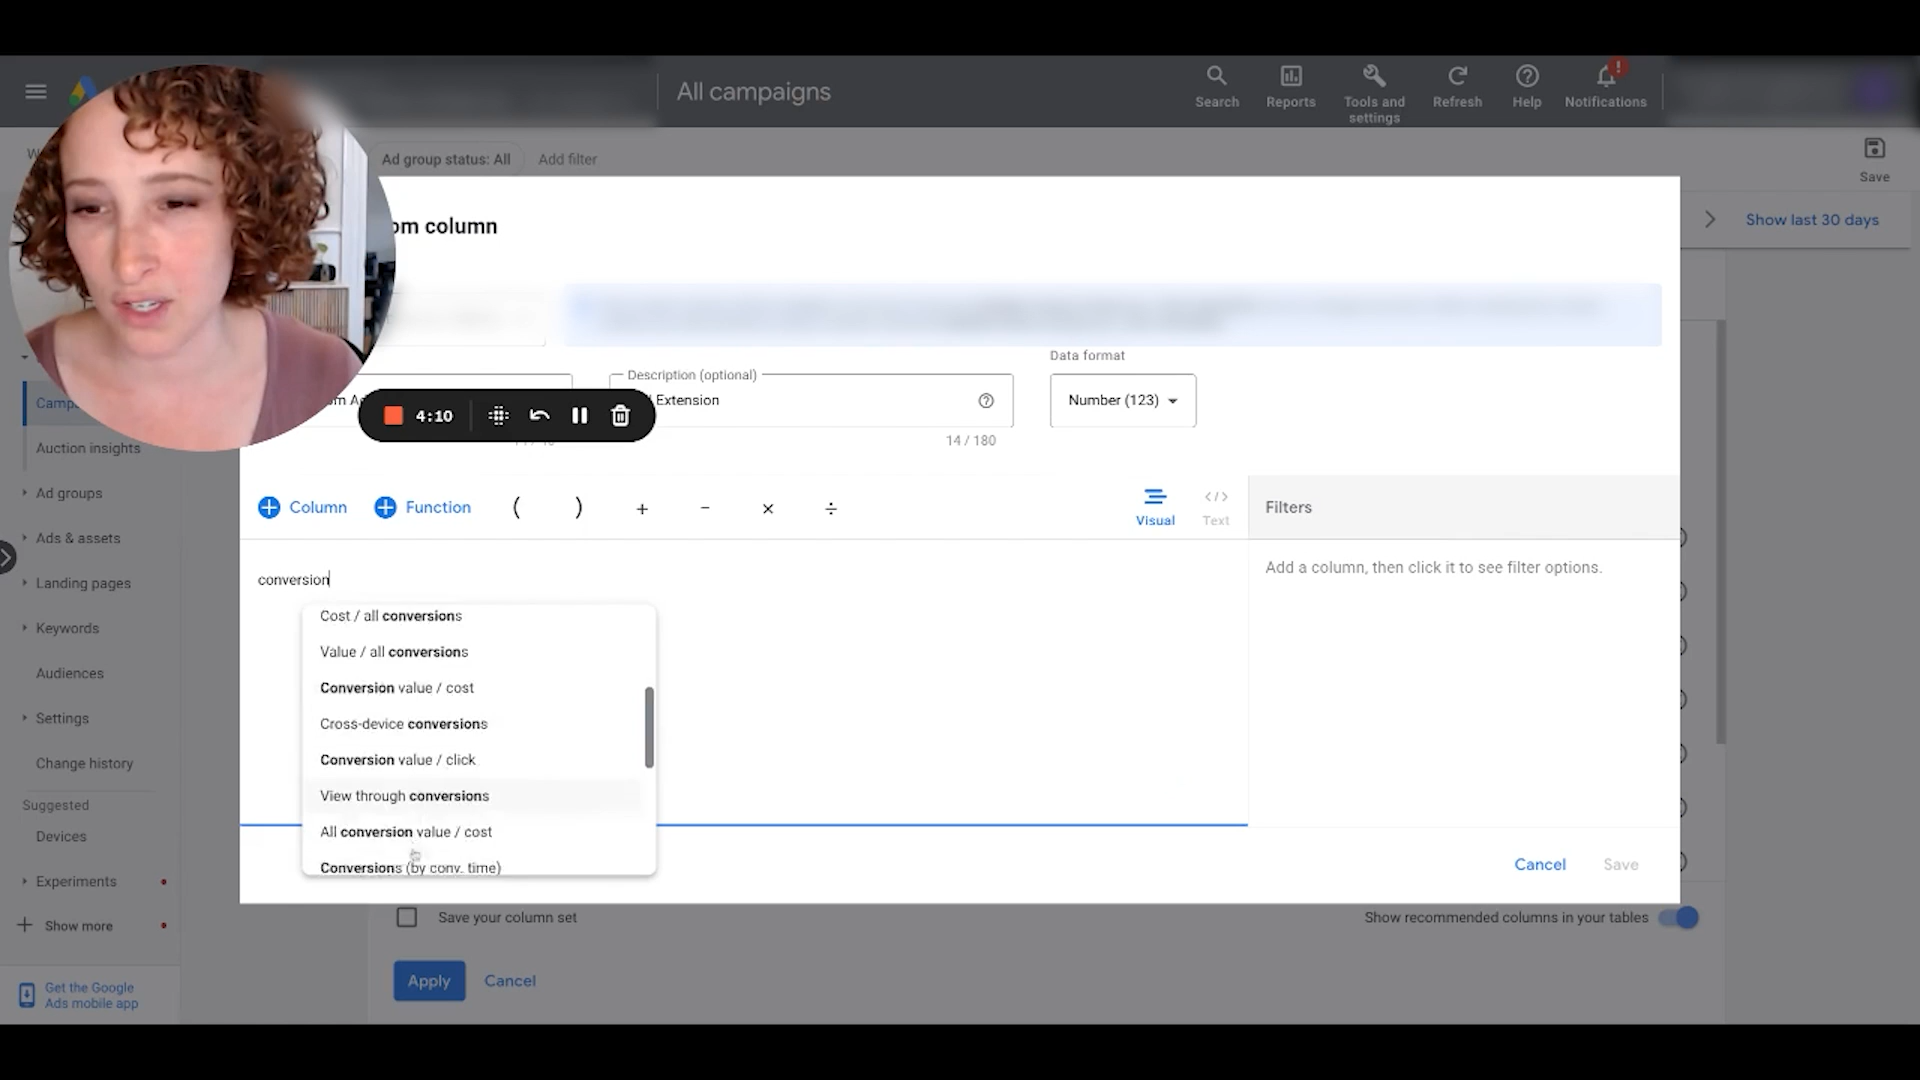 All campaigns
Search
Reports
Tools and
settings
Refresh
Help
Notifications
!
Ad group status: All
Add filter
Save
om column
Show last 30 days
Data format
Description (optional)
Extension
Number (123)
4:10
14 / 180
Auction insights
Column
Function
(
)
+
−
×
÷
Visual
</>
Text
Filters
Ad groups
Ads & assets
Landing pages
Keywords
Audiences
Settings
Change history
Suggested
Devices
Experiments
Show more
Get the Google
Ads mobile app
conversion
Add a column, then click it to see filter options.
Cost / all conversions
Value / all conversions
Conversion value / cost
Cross-device conversions
Conversion value / click
View through conversions
All conversion value / cost
Conversions (by conv. time)
Cancel
Save
Save your column set
Show recommended columns in your tables
Apply
Cancel